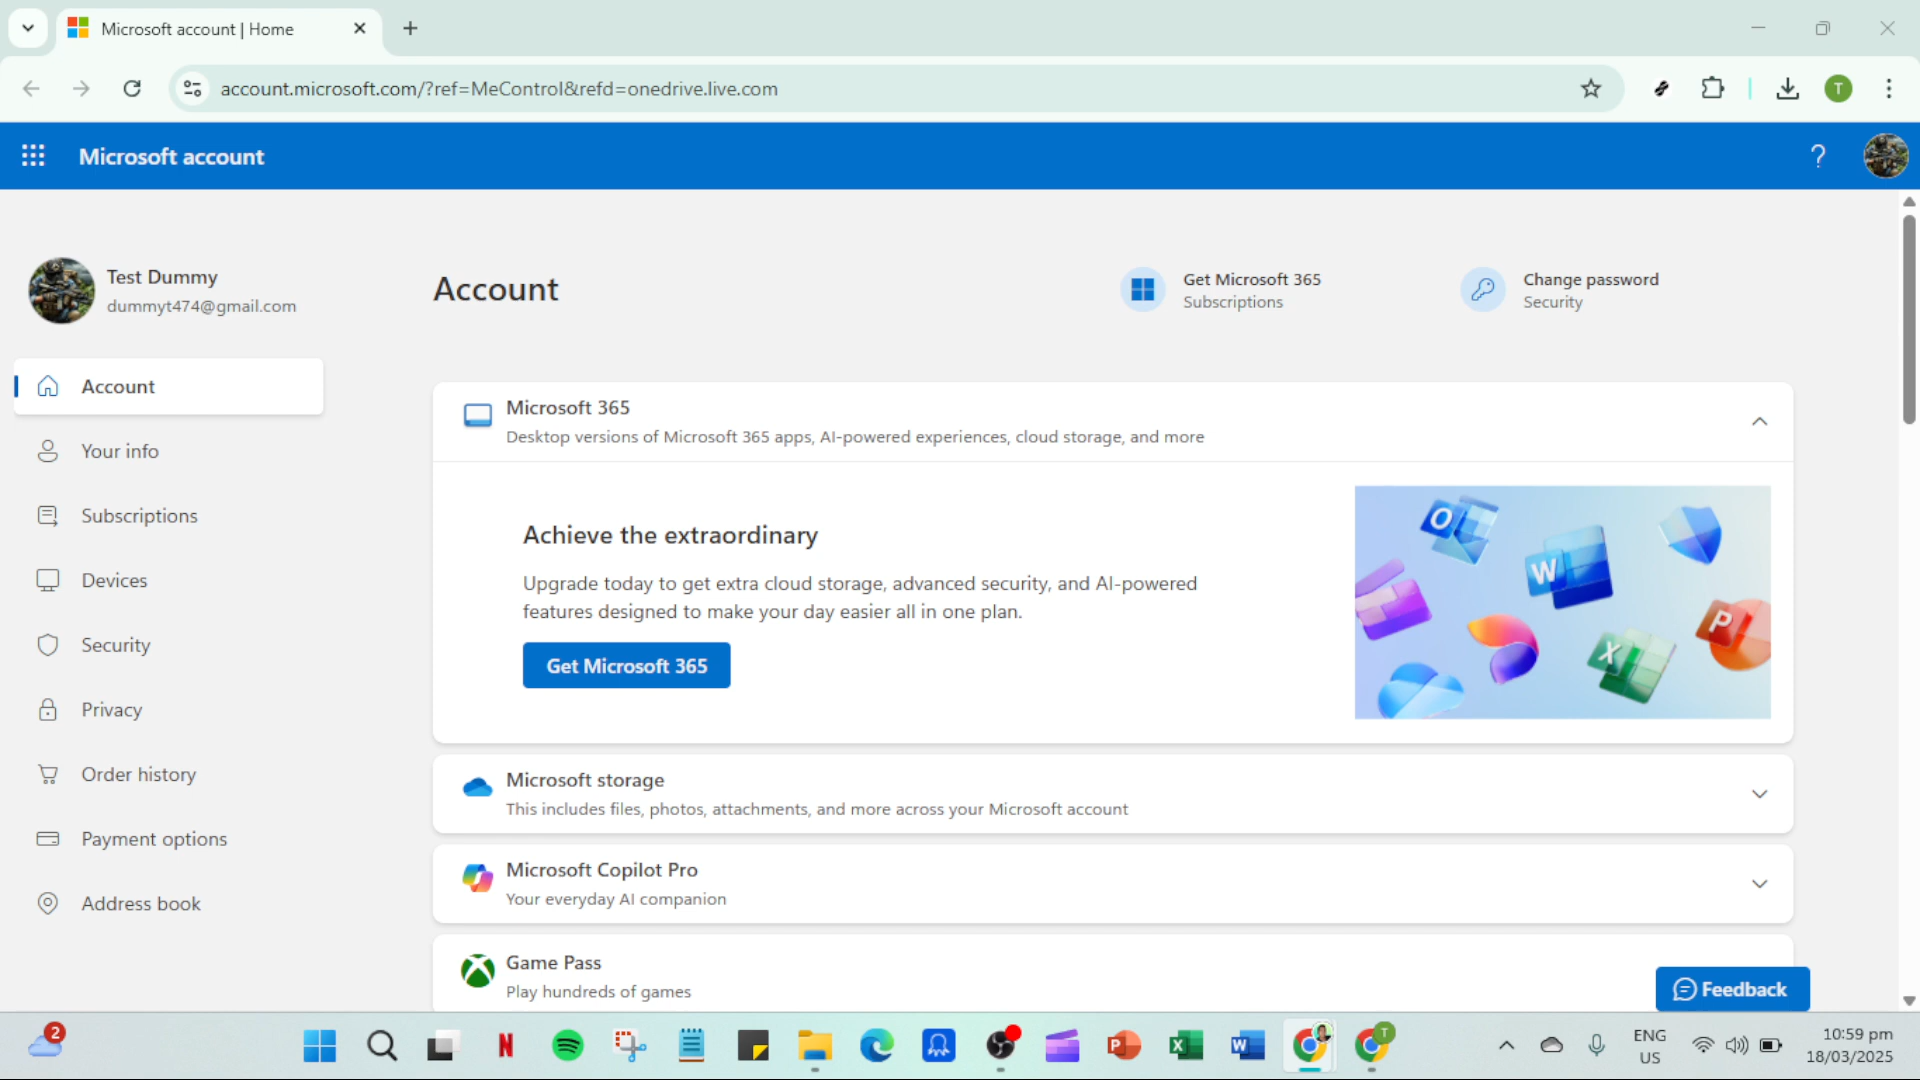 Microsoft account | Home
account.microsoft.com/?ref=MeControl&refd=onedrive.live.com
T
Microsoft account
?
Test Dummy
dummyt474@gmail.com
Account
Get Microsoft 365
Subscriptions
Change password
Security
Account
Your info
Subscriptions
Devices
Security
Privacy
Order history
Payment options
Address book
Microsoft 365
Desktop versions of Microsoft 365 apps, AI-powered experiences, cloud storage, and more
Achieve the extraordinary
Upgrade today to get extra cloud storage, advanced security, and AI-powered
features designed to make your day easier all in one plan.
Get Microsoft 365
O
W
P
X
Microsoft storage
This includes files, photos, attachments, and more across your Microsoft account
Microsoft Copilot Pro
Your everyday AI companion
Game Pass
Play hundreds of games
Feedback
2
N
P
X
W
T
ENG
US
10:59 pm
18/03/2025